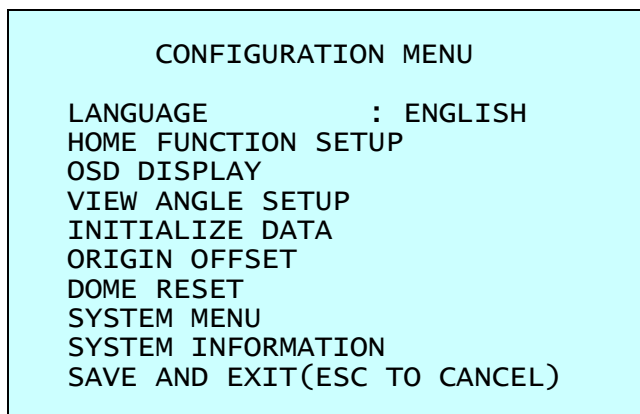 CONFIGURATION MENU
LANGUAGE : ENGLISH
HOME FUNCTION SETUP
OSD DISPLAY
VIEW ANGLE SETUP
INITIALIZE DATA
ORIGIN OFFSET
DOME RESET
SYSTEM MENU
SYSTEM INFORMATION
SAVE AND EXIT(ESC TO CANCEL)